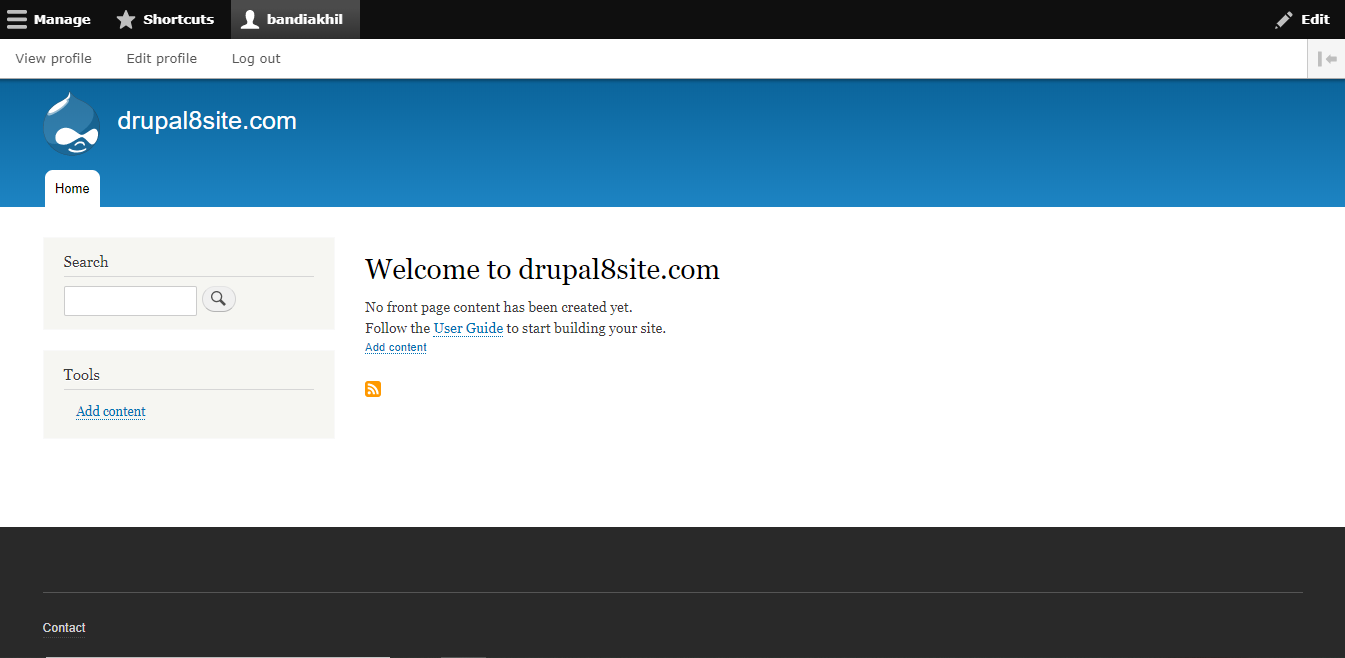 Manage Shortcuts bandiakhil Edit
View profile Edit profile Log out
drupal8site.com
Home
Search
Tools
Add content
Welcome to drupal8site.com
No front page content has been created yet.
Follow the User Guide to start building your site.
Add content
Contact